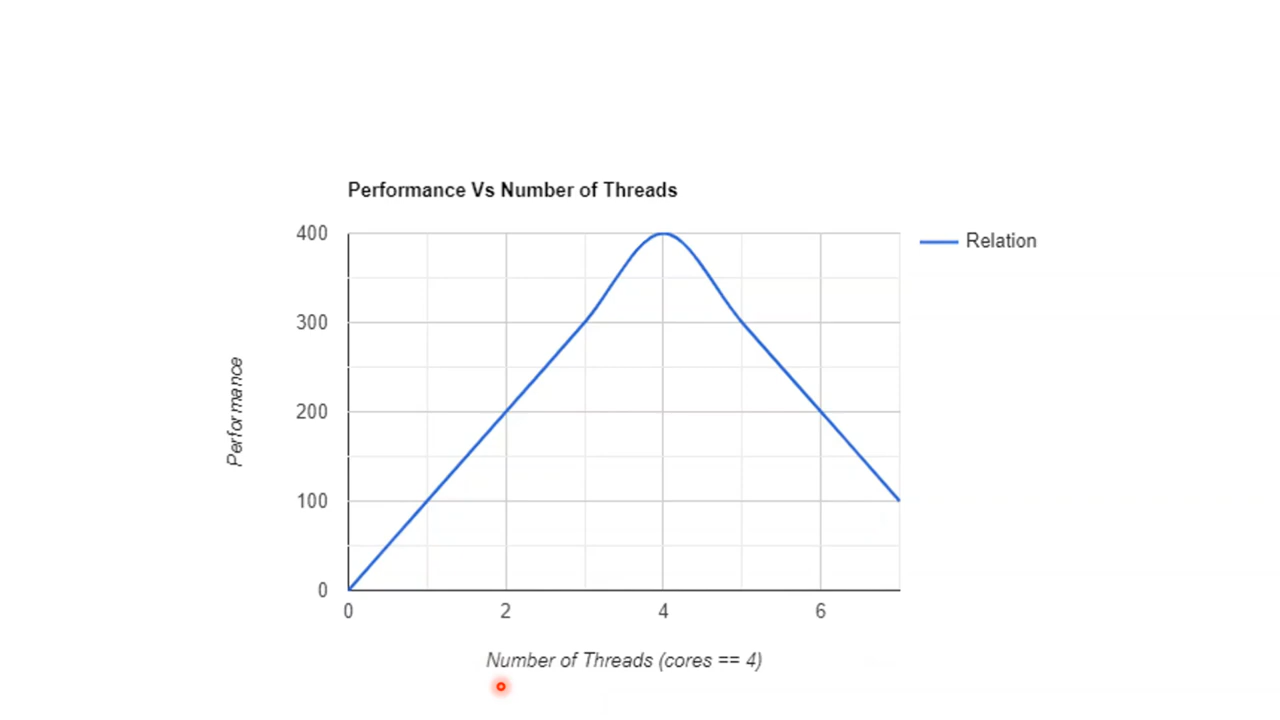 Performance Vs Number of Threads
400
300
200
100
0
Performance
0
2
4
6
Number of Threads (cores == 4)
Relation